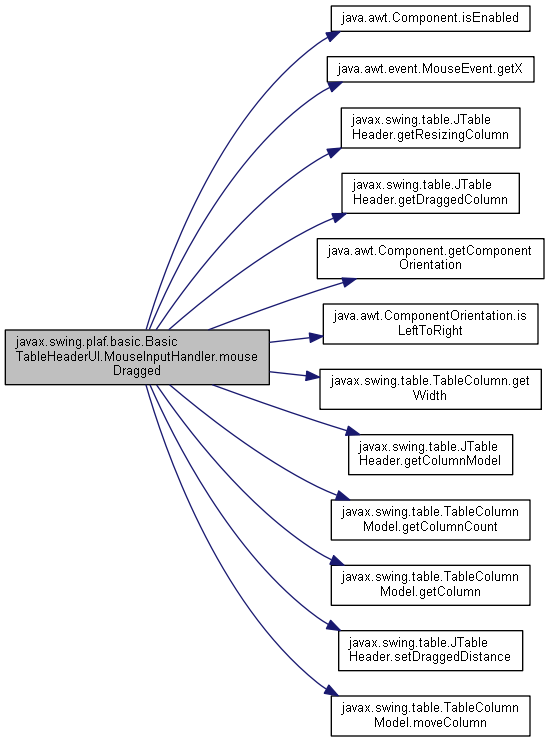 java.awt.Component.isEnabled
java.awt.event.MouseEvent.getX
javax.swing.table.JTable
Header.getResizingColumn
javax.swing.table.JTable
Header.getDraggedColumn
java.awt.Component.getComponent
Orientation
java.awt.ComponentOrientation.is
LeftToRight
javax.swing.plaf.basic.Basic
TableHeaderUI.MouseInputHandler.mouse
Dragged
javax.swing.table.TableColumn.get
Width
javax.swing.table.JTable
Header.getColumnModel
javax.swing.table.TableColumn
Model.getColumnCount
javax.swing.table.TableColumn
Model.getColumn
javax.swing.table.JTable
Header.setDraggedDistance
javax.swing.table.TableColumn
Model.moveColumn